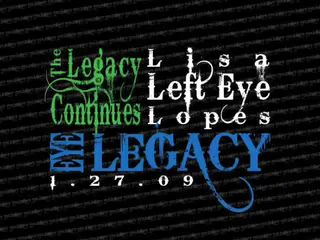 The Legacy
Continues
Lisa
Left Eye
Lopes
EYE LEGACY
1.27.09